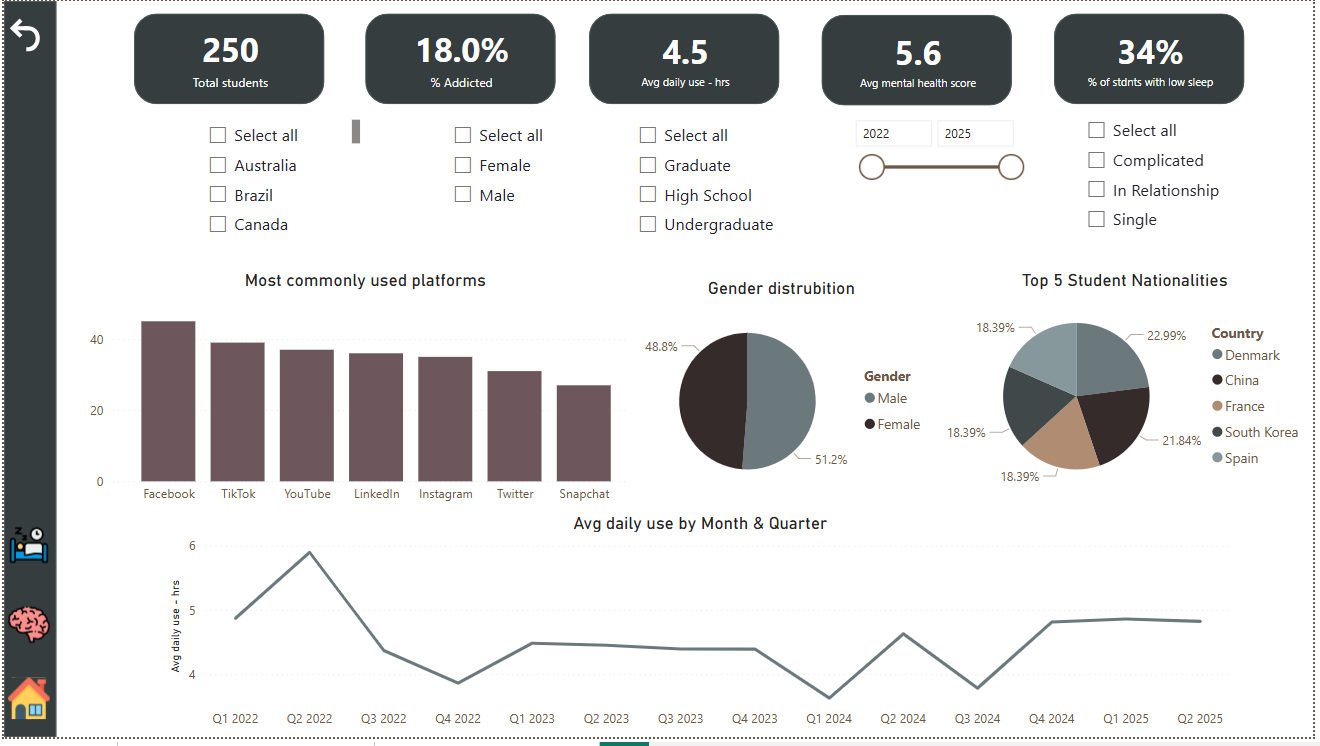 250
Total students
18.0%
% Addicted
4.5
Avg daily use - hrs
5.6
Avg mental health score
34%
% of stdnts with low sleep
Select all
Australia
Brazil
Canada
Select all
Female
Male
Select all
Graduate
High School
Undergraduate
2022
2025
Select all
Complicated
In Relationship
Single
Most commonly used platforms
40
20
0
Facebook
TikTok
YouTube
LinkedIn
Instagram
Twitter
Snapchat
Gender distrubition
48.8%
51.2%
Gender
Male
Female
Top 5 Student Nationalities
18.39%
22.99%
18.39%
21.84%
18.39%
Country
Denmark
China
France
South Korea
Spain
Avg daily use by Month & Quarter
Avg daily use - hrs
6
5
4
Q1 2022
Q2 2022
Q3 2022
Q4 2022
Q1 2023
Q2 2023
Q3 2023
Q4 2023
Q1 2024
Q2 2024
Q3 2024
Q4 2024
Q1 2025
Q2 2025
z
z
z